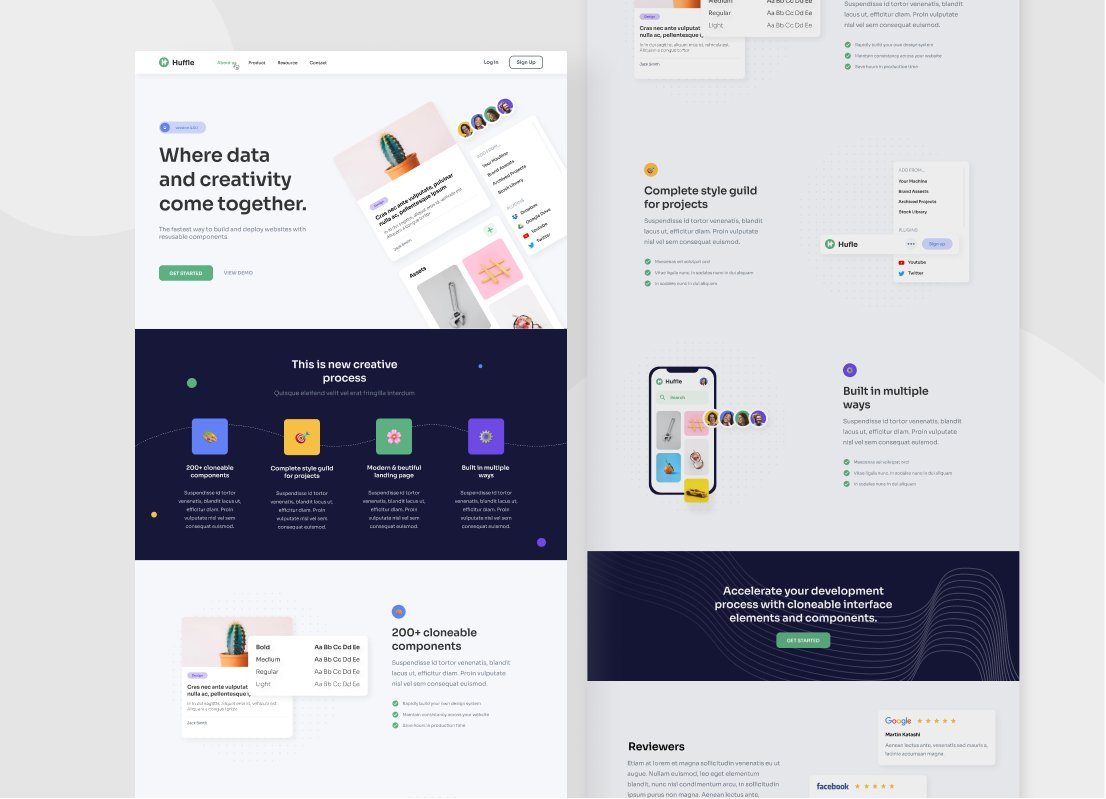 Huffle
About us
Product
Resource
Contact
Log In
Sign Up
version 4.0.1
Where data
and creativity
come together.
The fastest way to build and deploy websites with
resusable components.
GET STARTED
VIEW DEMO
Design
Cras nec ante vulputate, pulvinar
nulla ac, pellentesque ipsum
Jack Smith
ADD FROM...
Your Machine
Brand Assests
Archived Projects
Stock Library
PLUGINS
Dropbox
Google Drive
Youtube
Twitter
Assets
This is new creative
process
Quisque eleifend velit vel erat fringilla interdum
200+ cloneable
components
Suspendisse id tortor
venenatis, blandit lacus ut,
efficitur diam. Proin
vulputate nisl vel sem
consequat euismod.
Complete style guild
for projects
Suspendisse id tortor
venenatis, blandit lacus ut,
efficitur diam. Proin
vulputate nisl vel sem
consequat euismod.
Modern & beutiful
landing page
Suspendisse id tortor
venenatis, blandit lacus ut,
efficitur diam. Proin
vulputate nisl vel sem
consequat euismod.
Built in multiple
ways
Suspendisse id tortor
venenatis, blandit lacus ut,
efficitur diam. Proin
vulputate nisl vel sem
consequat euismod.
Design
Cras nec ante vulputat
nulla ac, pellentesque i,
Jack Smith
Bold Aa Bb Cc Dd Ee
Medium Aa Bb Cc Dd Ee
Regular Aa Bb Cc Dd Ee
Light Aa Bb Cc Dd Ee
200+ cloneable
components
Suspendisse id tortor venenatis, blandit
lacus ut, efficitur diam. Proin vulputate
nisl vel sem consequat euismod.
Rapidly build your own design system
Maintain consistancy across your website
Save hours in production time
Medium Aa Bb Cc Dd Ee
Regular Aa Bb Cc Dd Ee
Light Aa Bb Cc Dd Ee
Design
Cras nec ante vulputat
nulla ac, pellentesque i,
Jack Smith
Suspendisse id tortor venenatis, blandit
lacus ut, efficitur diam. Proin vulputate
nisl vel sem consequat euismod.
Rapidly build your own design system
Maintain consistancy across your website
Save hours in production time
Complete style guild
for projects
Suspendisse id tortor venenatis, blandit
lacus ut, efficitur diam. Proin vulputate
nisl vel sem consequat euismod.
Maecenas vel volutpat orci
Vitae ligula nunc. In sodales nunc in dui aliquam
In sodales nunc in dui aliquam
ADD FROM...
Your Machine
Brand Assests
Archived Projects
Stock Library
PLUGINS
Hufle
Sign up
Youtube
Twitter
Huffle
Search
Built in multiple
ways
Suspendisse id tortor venenatis, blandit
lacus ut, efficitur diam. Proin vulputate
nisl vel sem consequat euismod.
Maecenas vel volutpat orci
Vitae ligula nunc. In sodales nunc in dui aliquam
In sodales nunc in dui aliquam
Accelerate your development
process with cloneable interface
elements and components.
GET STARTED
Reviewers
Etiam at lorem et magna sollicitudin venenatis eu ut
augue. Nullam euismod, leo eget elementum
blandit, nunc nisl condimentum arcu, in mattis
ipsum purus non magna. Aenean lectus ante,
Google
Martin Katashi
Aenean lectus anto, venenatis sed mauris a,
lacinia accumsan magna.
facebook